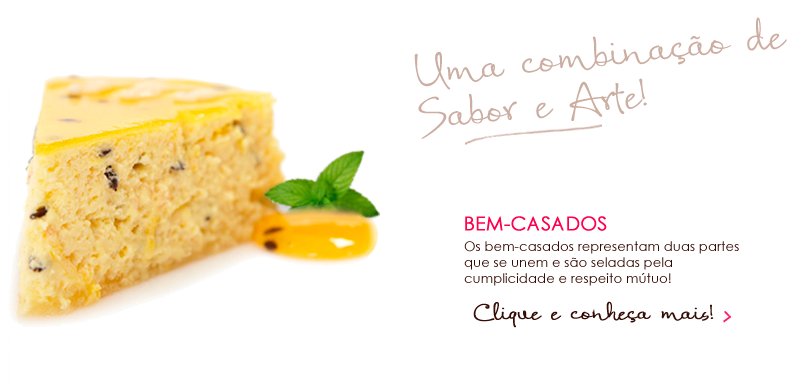 Uma combinação de
Sabor e Arte!
BEM-CASADOS
Os bem-casados representam duas partes
que se unem e são seladas pela
cumplicidade e respeito mútuo!
Clique e conheça mais! >